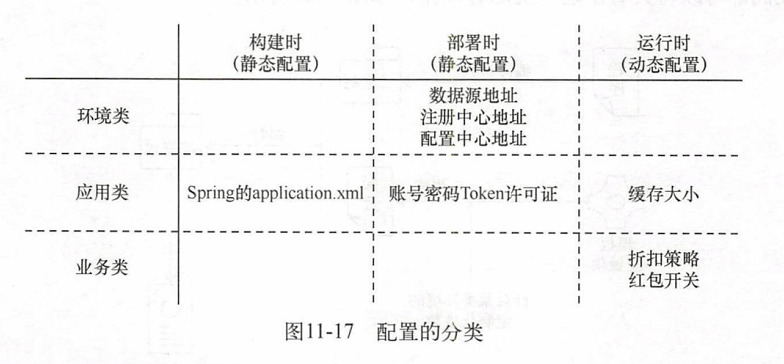 构建时 部署时 运行时
(静态配置) (静态配置) (动态配置)
数据源地址
环境类 注册中心地址
配置中心地址
应用类 Spring的application.xml 账号密码Token许可证 缓存大小
折扣策略
业务类
红包开关
图11-17 配置的分类